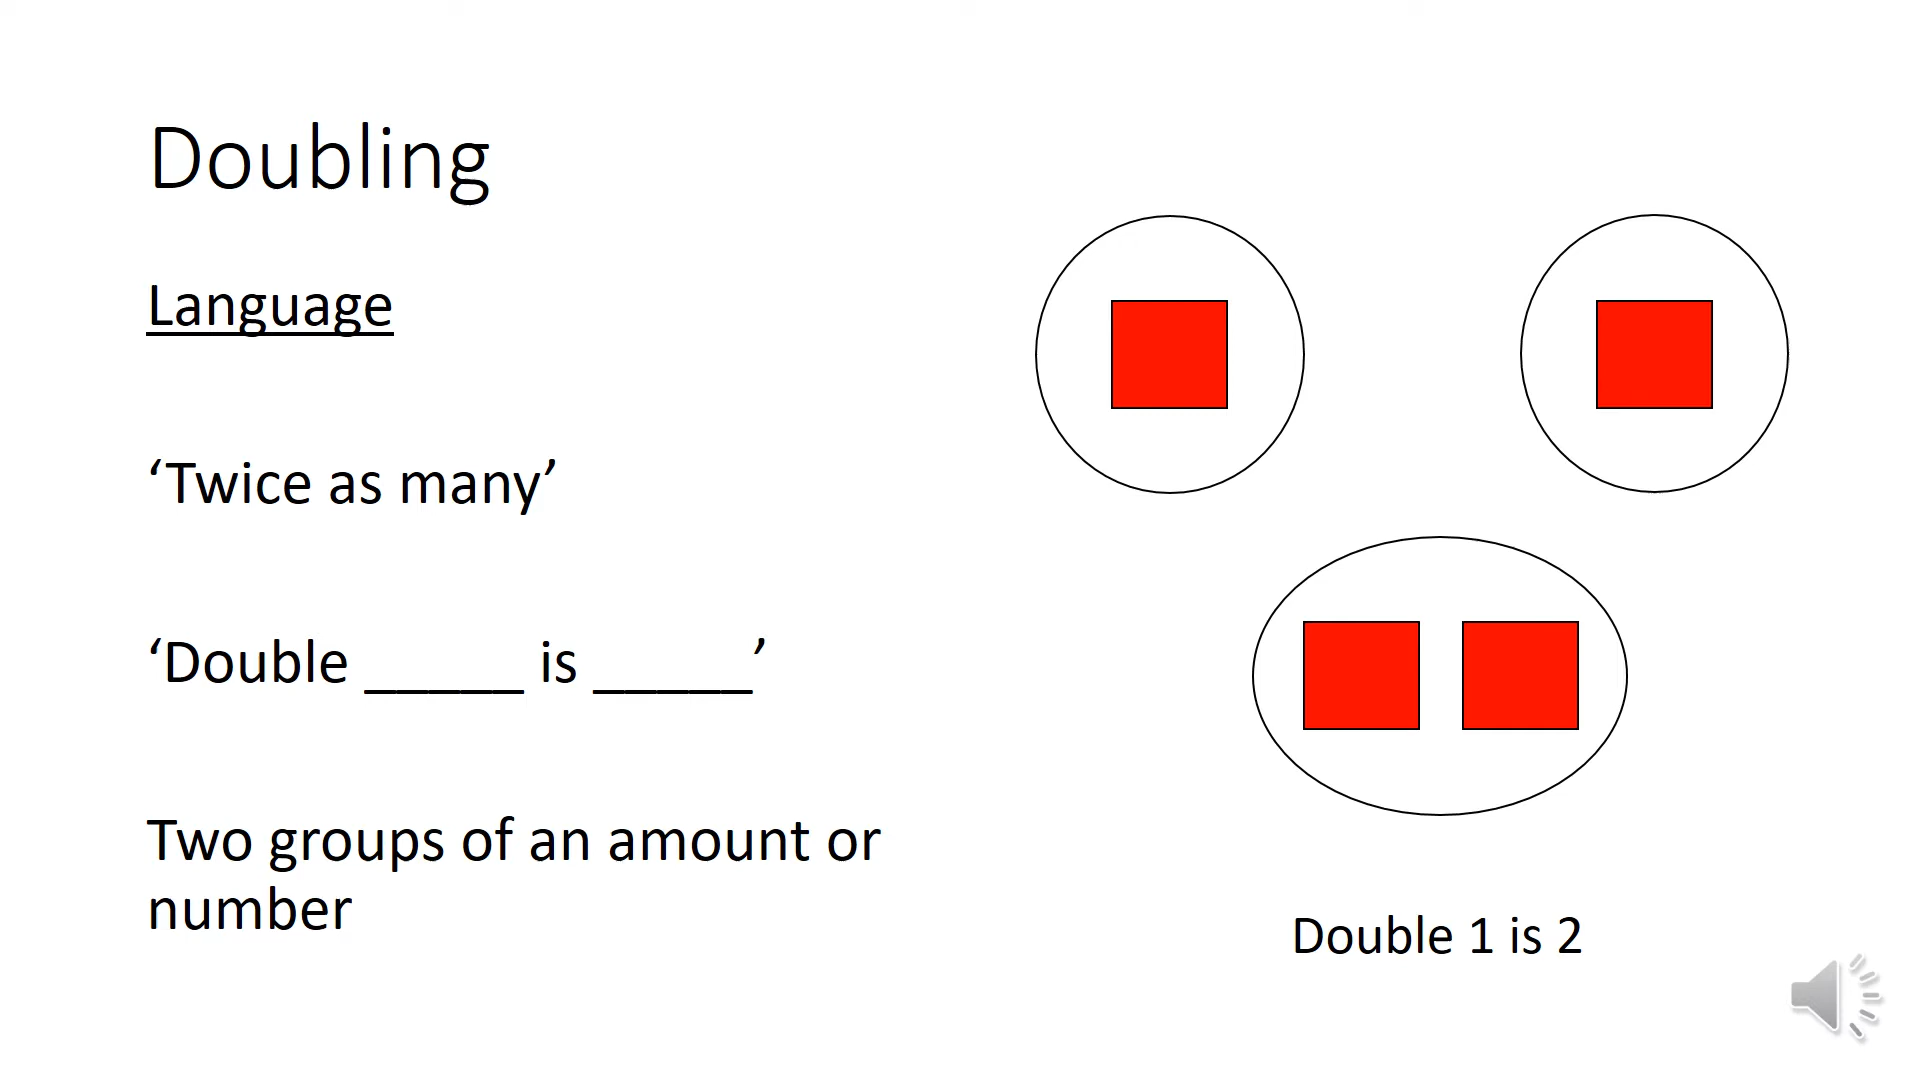 Doubling
Language
‘Twice as many’
‘Double _____ is _____’
Two groups of an amount or
number
Double 1 is 2